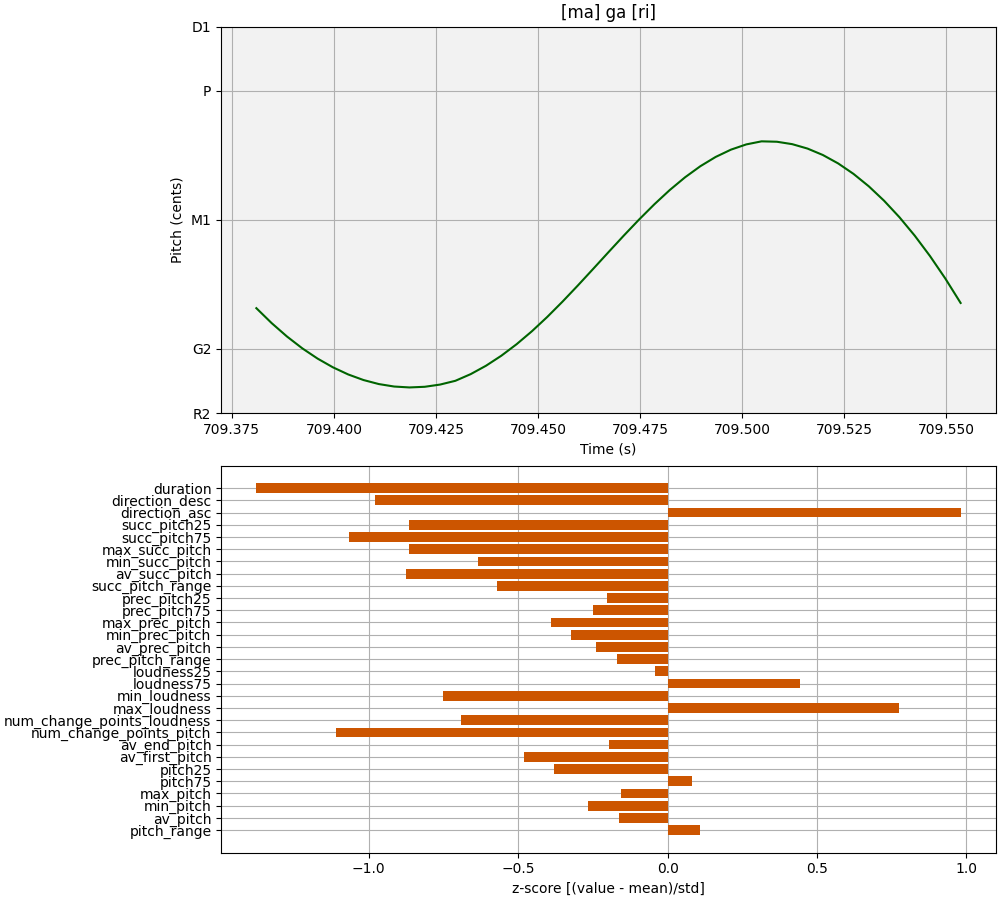 [ma] ga [ri]
D1
P
M1
G2
R2
Pitch (cents)
709.375 709.400 709.425 709.450 709.475 709.500 709.525 709.550
Time (s)
duration
direction_desc
direction_asc
succ_pitch25
succ_pitch75
max_succ_pitch
min_succ_pitch
av_succ_pitch
succ_pitch_range
prec_pitch25
prec_pitch75
max_prec_pitch
min_prec_pitch
av_prec_pitch
prec_pitch_range
loudness25
loudness75
min_loudness
max_loudness
num_change_points_loudness
num_change_points_pitch
av_end_pitch
av_first_pitch
pitch25
pitch75
max_pitch
min_pitch
av_pitch
pitch_range
−1.0 −0.5 0.0 0.5 1.0
z-score [(value - mean)/std]